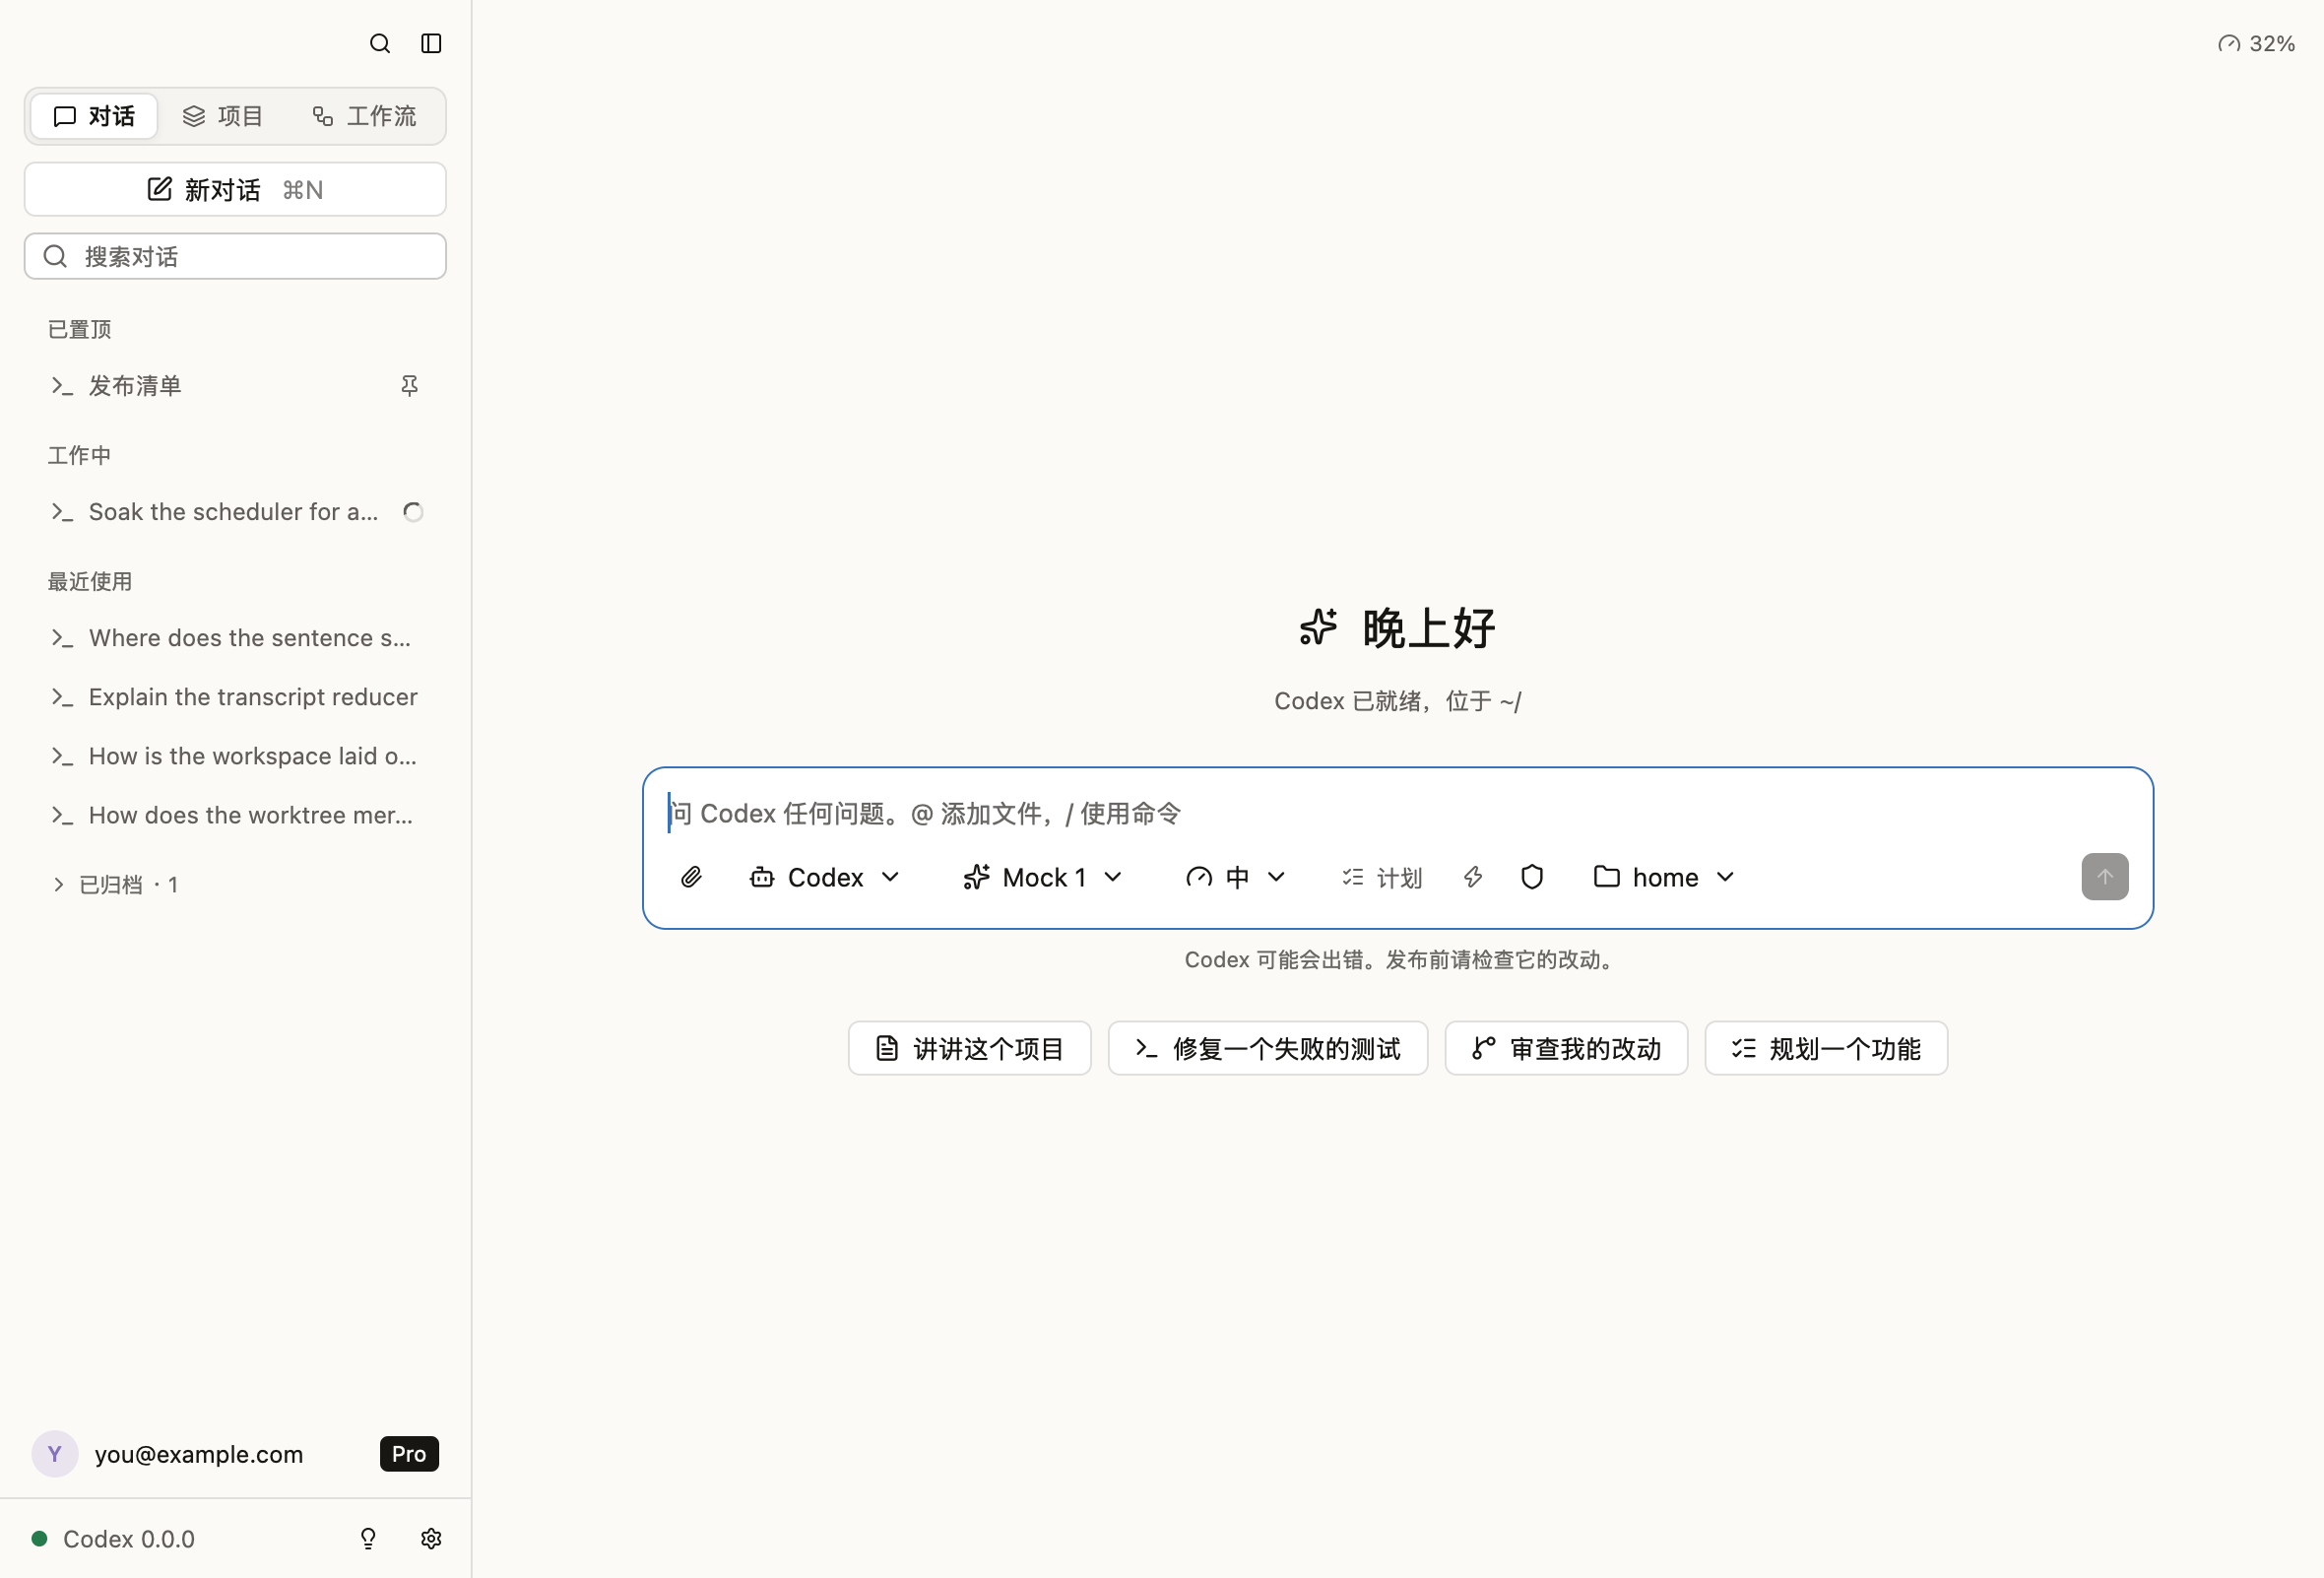 32%
对话 项目 工作流
新对话 ⌘N
搜索对话
已置顶
发布清单
工作中
Soak the scheduler for a...
最近使用
Where does the sentence s...
Explain the transcript reducer
How is the workspace laid o...
How does the worktree mer...
已归档 · 1
Y you@example.com Pro
Codex 0.0.0
晚上好
Codex 已就绪，位于 ~/
问 Codex 任何问题。@ 添加文件，/ 使用命令
Codex Mock 1 中 计划 home
Codex 可能会出错。发布前请检查它的改动。
讲讲这个项目 修复一个失败的测试 审查我的改动 规划一个功能